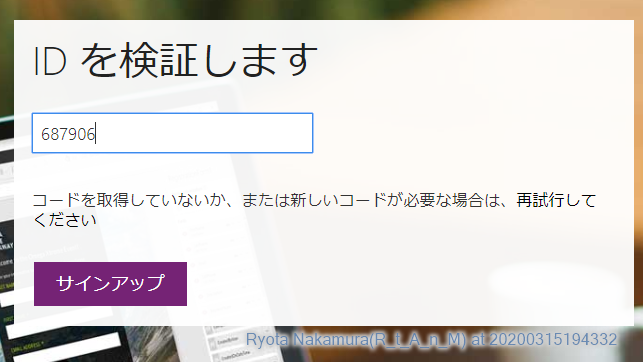 ID を検証します
687906
コードを取得していないか、または新しいコードが必要な場合は、再試行して
ください
サインアップ
Ryota Nakamura(R_t_A_n_M) at 20200315194332